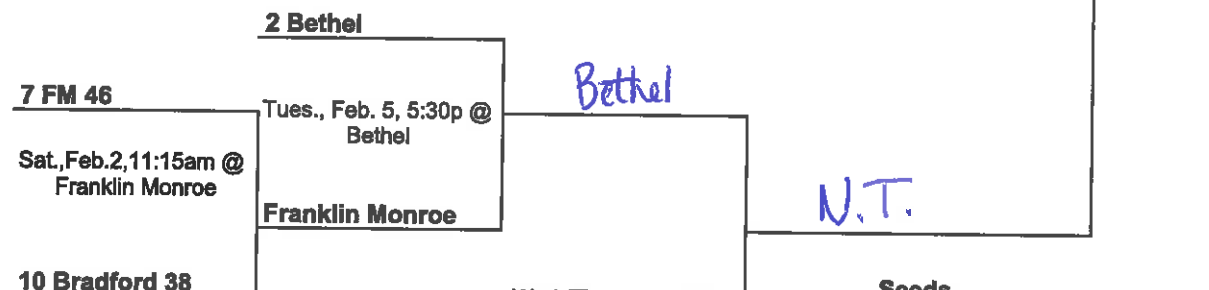 2 Bethel
Bethel
7 FM 46
Tues., Feb. 5, 5:30p @
Bethel
Sat.,Feb.2,11:15am @
Franklin Monroe
N.T.
Franklin Monroe
10 Bradford 38
Seeds